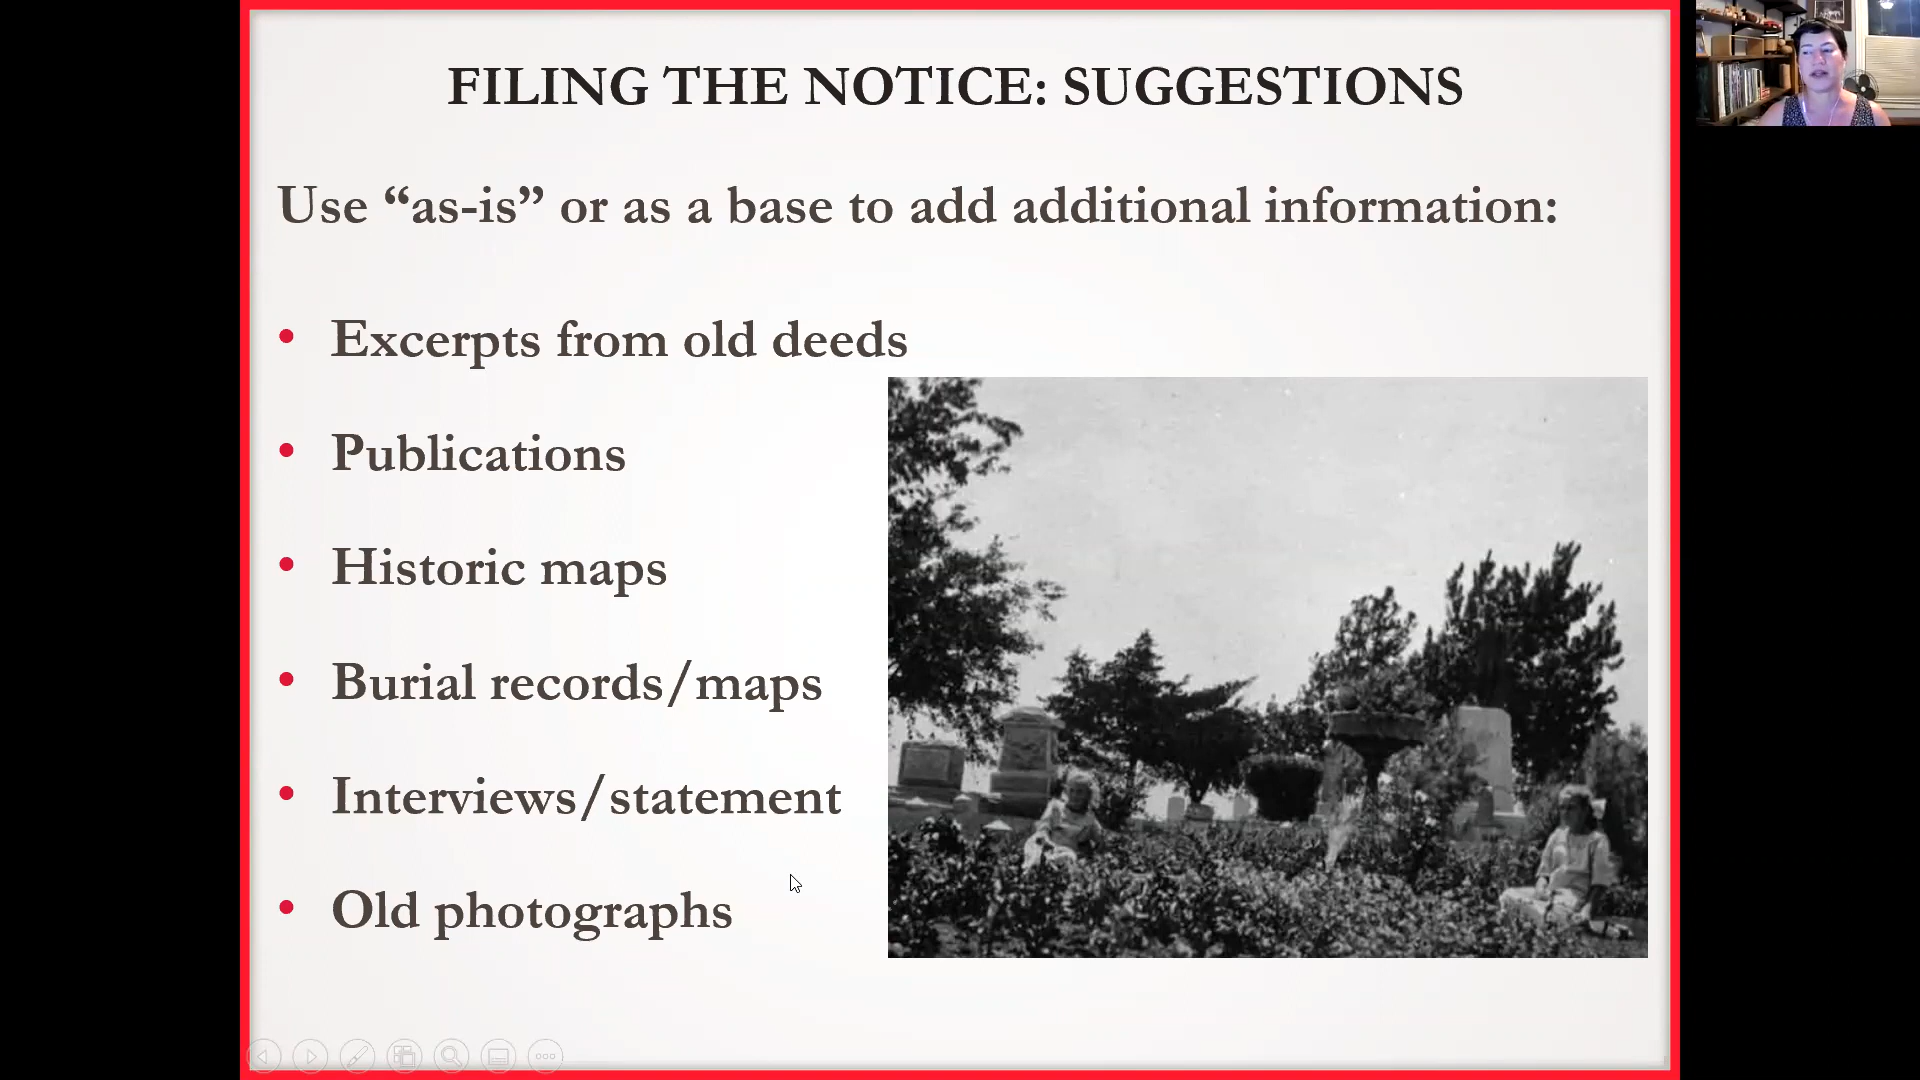 FILING THE NOTICE: SUGGESTIONS
Use “as-is” or as a base to add additional information:
• Excerpts from old deeds
• Publications
• Historic maps
• Burial records/maps
• Interviews/statement
• Old photographs